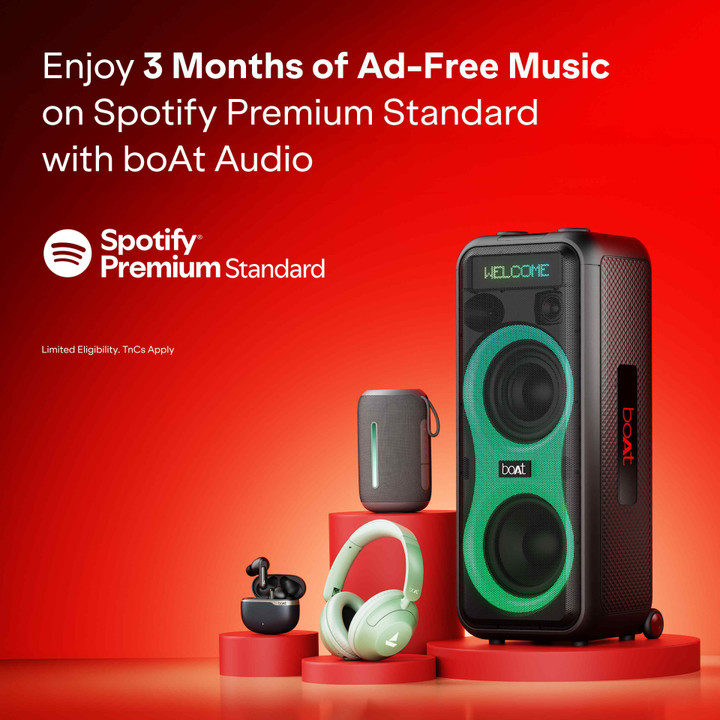 Enjoy 3 Months of Ad-Free Music
on Spotify Premium Standard
with boAt Audio
Spotify®
Premium Standard
Limited Eligibility. TnCs Apply
WELCOME
boAt
boAt
boAt